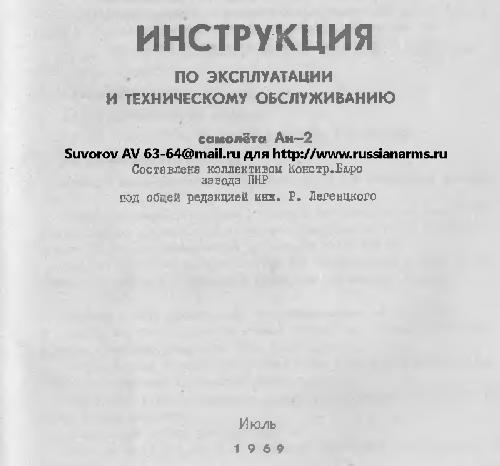 ИНСТРУКЦИЯ
ПО ЭКСПЛУАТАЦИИ
И ТЕХНИЧЕСКОМУ ОБСЛУЖИВАНИЮ
самолёта Ан-2
Suvorov AV 63-64@mail.ru для http://www.russianarms.ru
Составлена коллективом Констр.Бюро
завода ПНР
под общей редакцией инж. Р. Легенцкого
Июль
1969